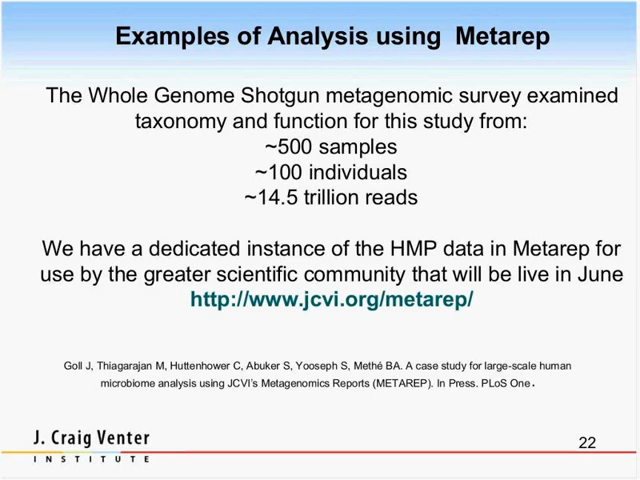 Examples of Analysis using  Metarep
The Whole Genome Shotgun metagenomic survey examined
taxonomy and function for this study from:
~500 samples
~100 individuals
~14.5 trillion reads
We have a dedicated instance of the HMP data in Metarep for
use by the greater scientific community that will be live in June
http://www.jcvi.org/metarep/
Goll J, Thiagarajan M, Huttenhower C, Abuker S, Yooseph S, Methé BA. A case study for large-scale human
microbiome analysis using JCVI’s Metagenomics Reports (METAREP). In Press. PLoS One.
J. Craig Venter
INSTITUTE
22